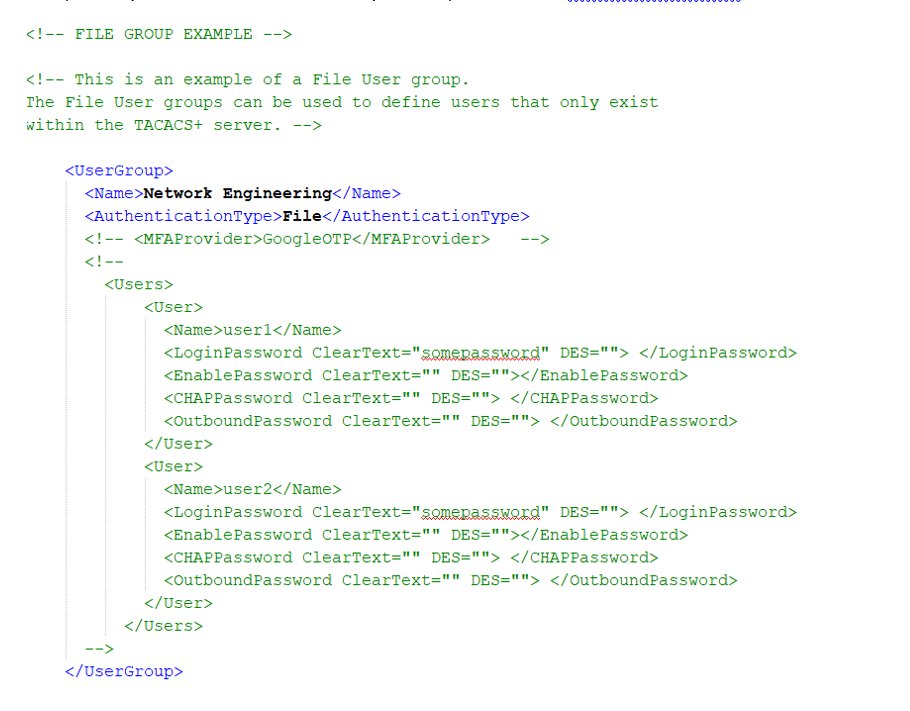 <!-- FILE GROUP EXAMPLE -->
<!-- This is an example of a File User group.
The File User groups can be used to define users that only exist
within the TACACS+ server. -->
<UserGroup>
<Name>Network Engineering</Name>
<AuthenticationType>File</AuthenticationType>
<!-- <MFAProvider>GoogleOTP</MFAProvider>   -->
<!--
<Users>
<User>
<Name>user1</Name>
<LoginPassword ClearText="somepassword" DES=""> </LoginPassword>
<EnablePassword ClearText="" DES=""></EnablePassword>
<CHAPPassword ClearText="" DES=""> </CHAPPassword>
<OutboundPassword ClearText="" DES=""> </OutboundPassword>
</User>
<User>
<Name>user2</Name>
<LoginPassword ClearText="somepassword" DES=""> </LoginPassword>
<EnablePassword ClearText="" DES=""></EnablePassword>
<CHAPPassword ClearText="" DES=""> </CHAPPassword>
<OutboundPassword ClearText="" DES=""> </OutboundPassword>
</User>
</Users>
-->
</UserGroup>